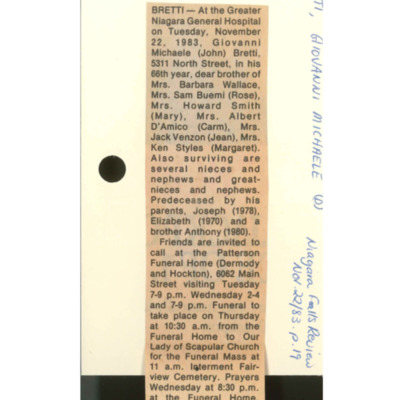 BRETTI — At the Greater
Niagara General Hospital
on Tuesday, November
22, 1983, Giovanni
Michaele (John) Bretti,
5311 North Street, in his
66th year, dear brother of
Mrs. Barbara Wallace,
Mrs. Sam Buemi (Rose),
Mrs. Howard Smith
(Mary), Mrs. Albert
D'Amico (Carm), Mrs.
Jack Venzon (Jean), Mrs.
Ken Styles (Margaret).
Also surviving are
several nieces and
nephews and great-
nieces and nephews.
Predeceased by his
parents, Joseph (1978),
Elizabeth (1970) and a
brother Anthony (1980).
Friends are invited to
call at the Patterson
Funeral Home (Dermody
and Hockton), 6062 Main
Street visiting Tuesday
7-9 p.m. Wednesday 2-4
and 7-9 p.m. Funeral to
take place on Thursday
at 10:30 a.m. from the
Funeral Home to Our
Lady of Scapular Church
for the Funeral Mass at
11 a.m. Interment Fair-
view Cemetery. Prayers
Wednesday at 8:30 p.m.
at the Funeral Home.
TI, GIOVANNI MICHAELE (D)
Niagara Falls Review
Nov. 22/83. p. 19